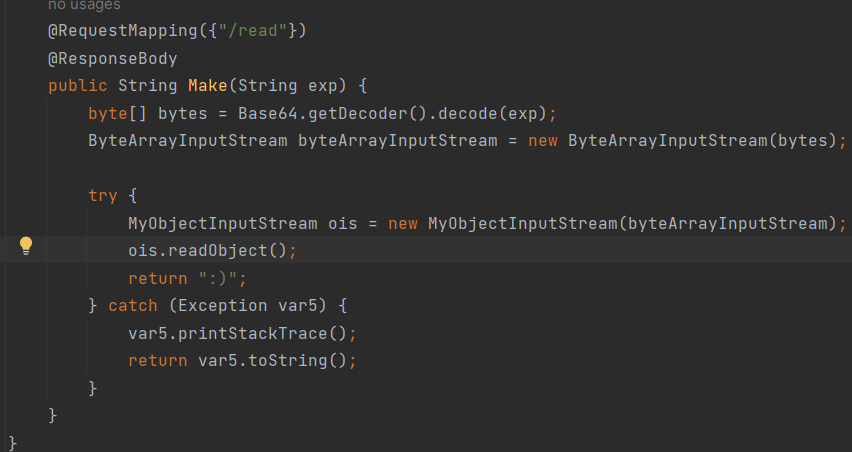 no usages
@RequestMapping({"/read"})
@ResponseBody
public String Make(String exp) {
byte[] bytes = Base64.getDecoder().decode(exp);
ByteArrayInputStream byteArrayInputStream = new ByteArrayInputStream(bytes);
try {
MyObjectInputStream ois = new MyObjectInputStream(byteArrayInputStream);
ois.readObject();
return ":)";
} catch (Exception var5) {
var5.printStackTrace();
return var5.toString();
}
}
}